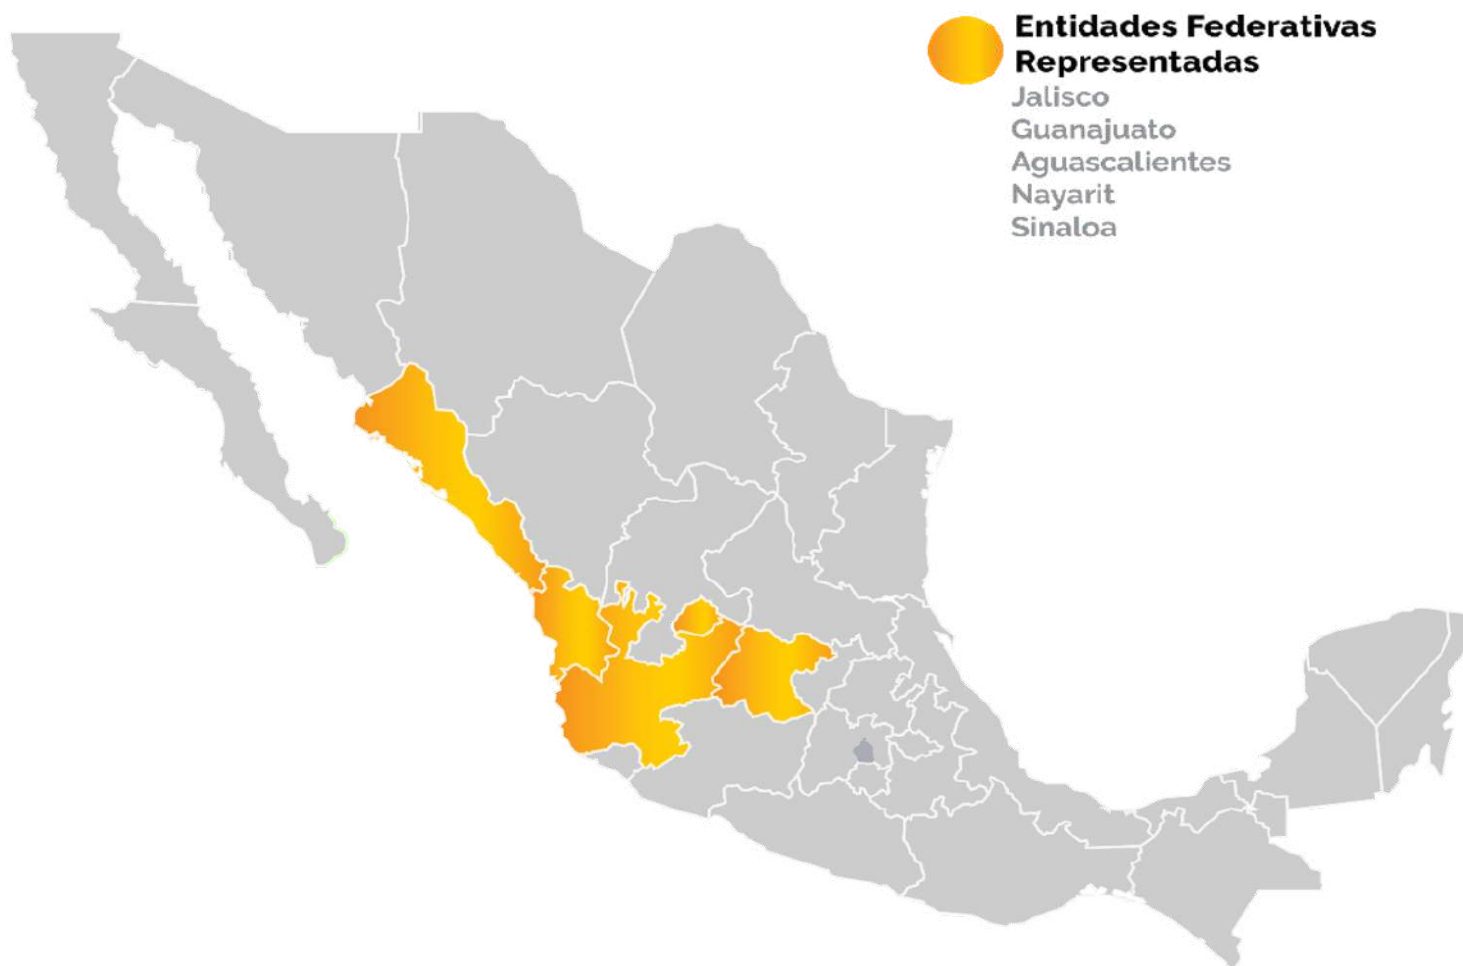 Entidades Federativas
Representadas
Jalisco
Guanajuato
Aguascalientes
Nayarit
Sinaloa